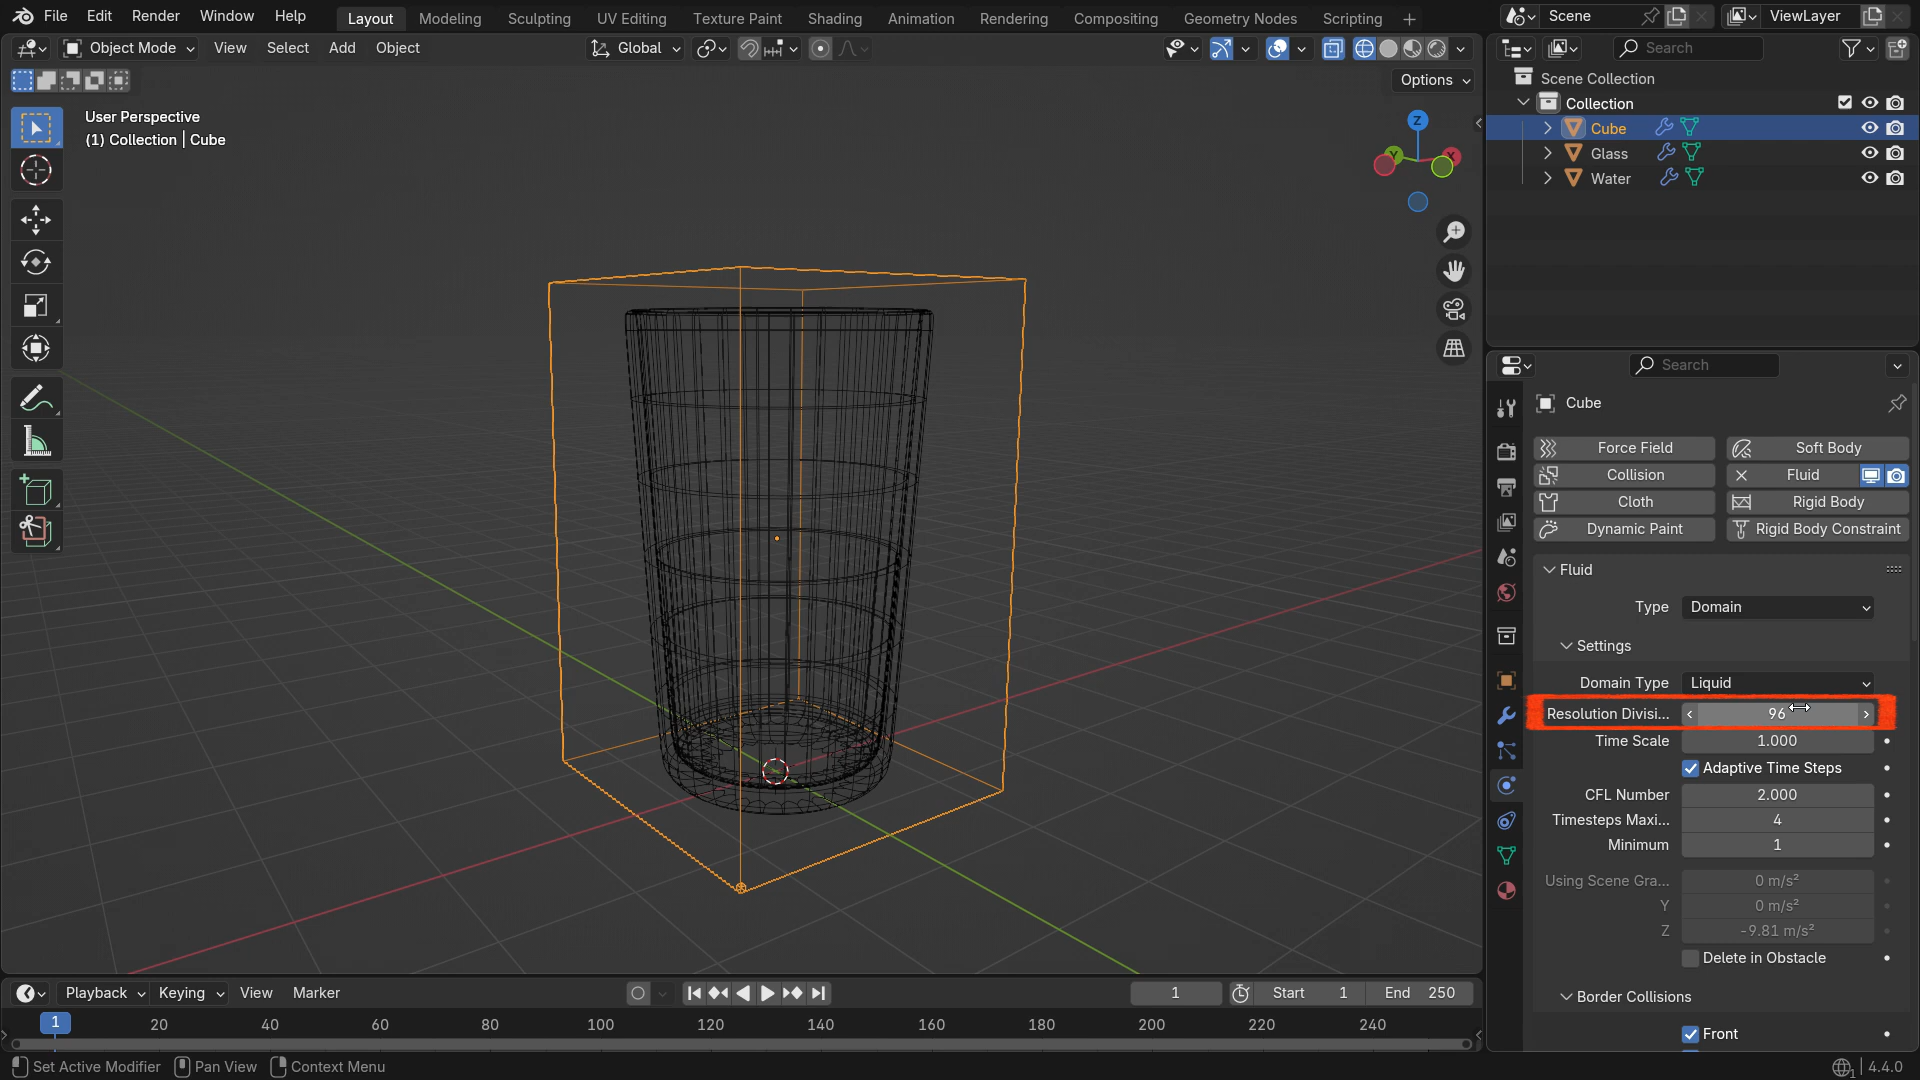 File Edit Render Window Help Layout Modeling Sculpting UV Editing Texture Paint Shading Animation Rendering Compositing Geometry Nodes Scripting + Scene ViewLayer
Object Mode View Select Add Object Global Search
Options
User Perspective
(1) Collection | Cube
Z
Y X
Scene Collection
Collection
Cube
Glass
Water
Search
Cube
Force Field Soft Body
Collision Fluid
Cloth Rigid Body
Dynamic Paint Rigid Body Constraint
Fluid
Type Domain
Settings
Domain Type Liquid
Resolution Divisi... 96
Time Scale 1.000
Adaptive Time Steps
CFL Number 2.000
Timesteps Maxi... 4
Minimum 1
Using Scene Gra... 0 m/s²
Y 0 m/s²
Z -9.81 m/s²
Delete in Obstacle
Border Collisions
Front
Playback Keying View Marker 1 Start 1 End 250
1 20 40 60 80 100 120 140 160 180 200 220 240
Set Active Modifier Pan View Context Menu 1 4.4.0